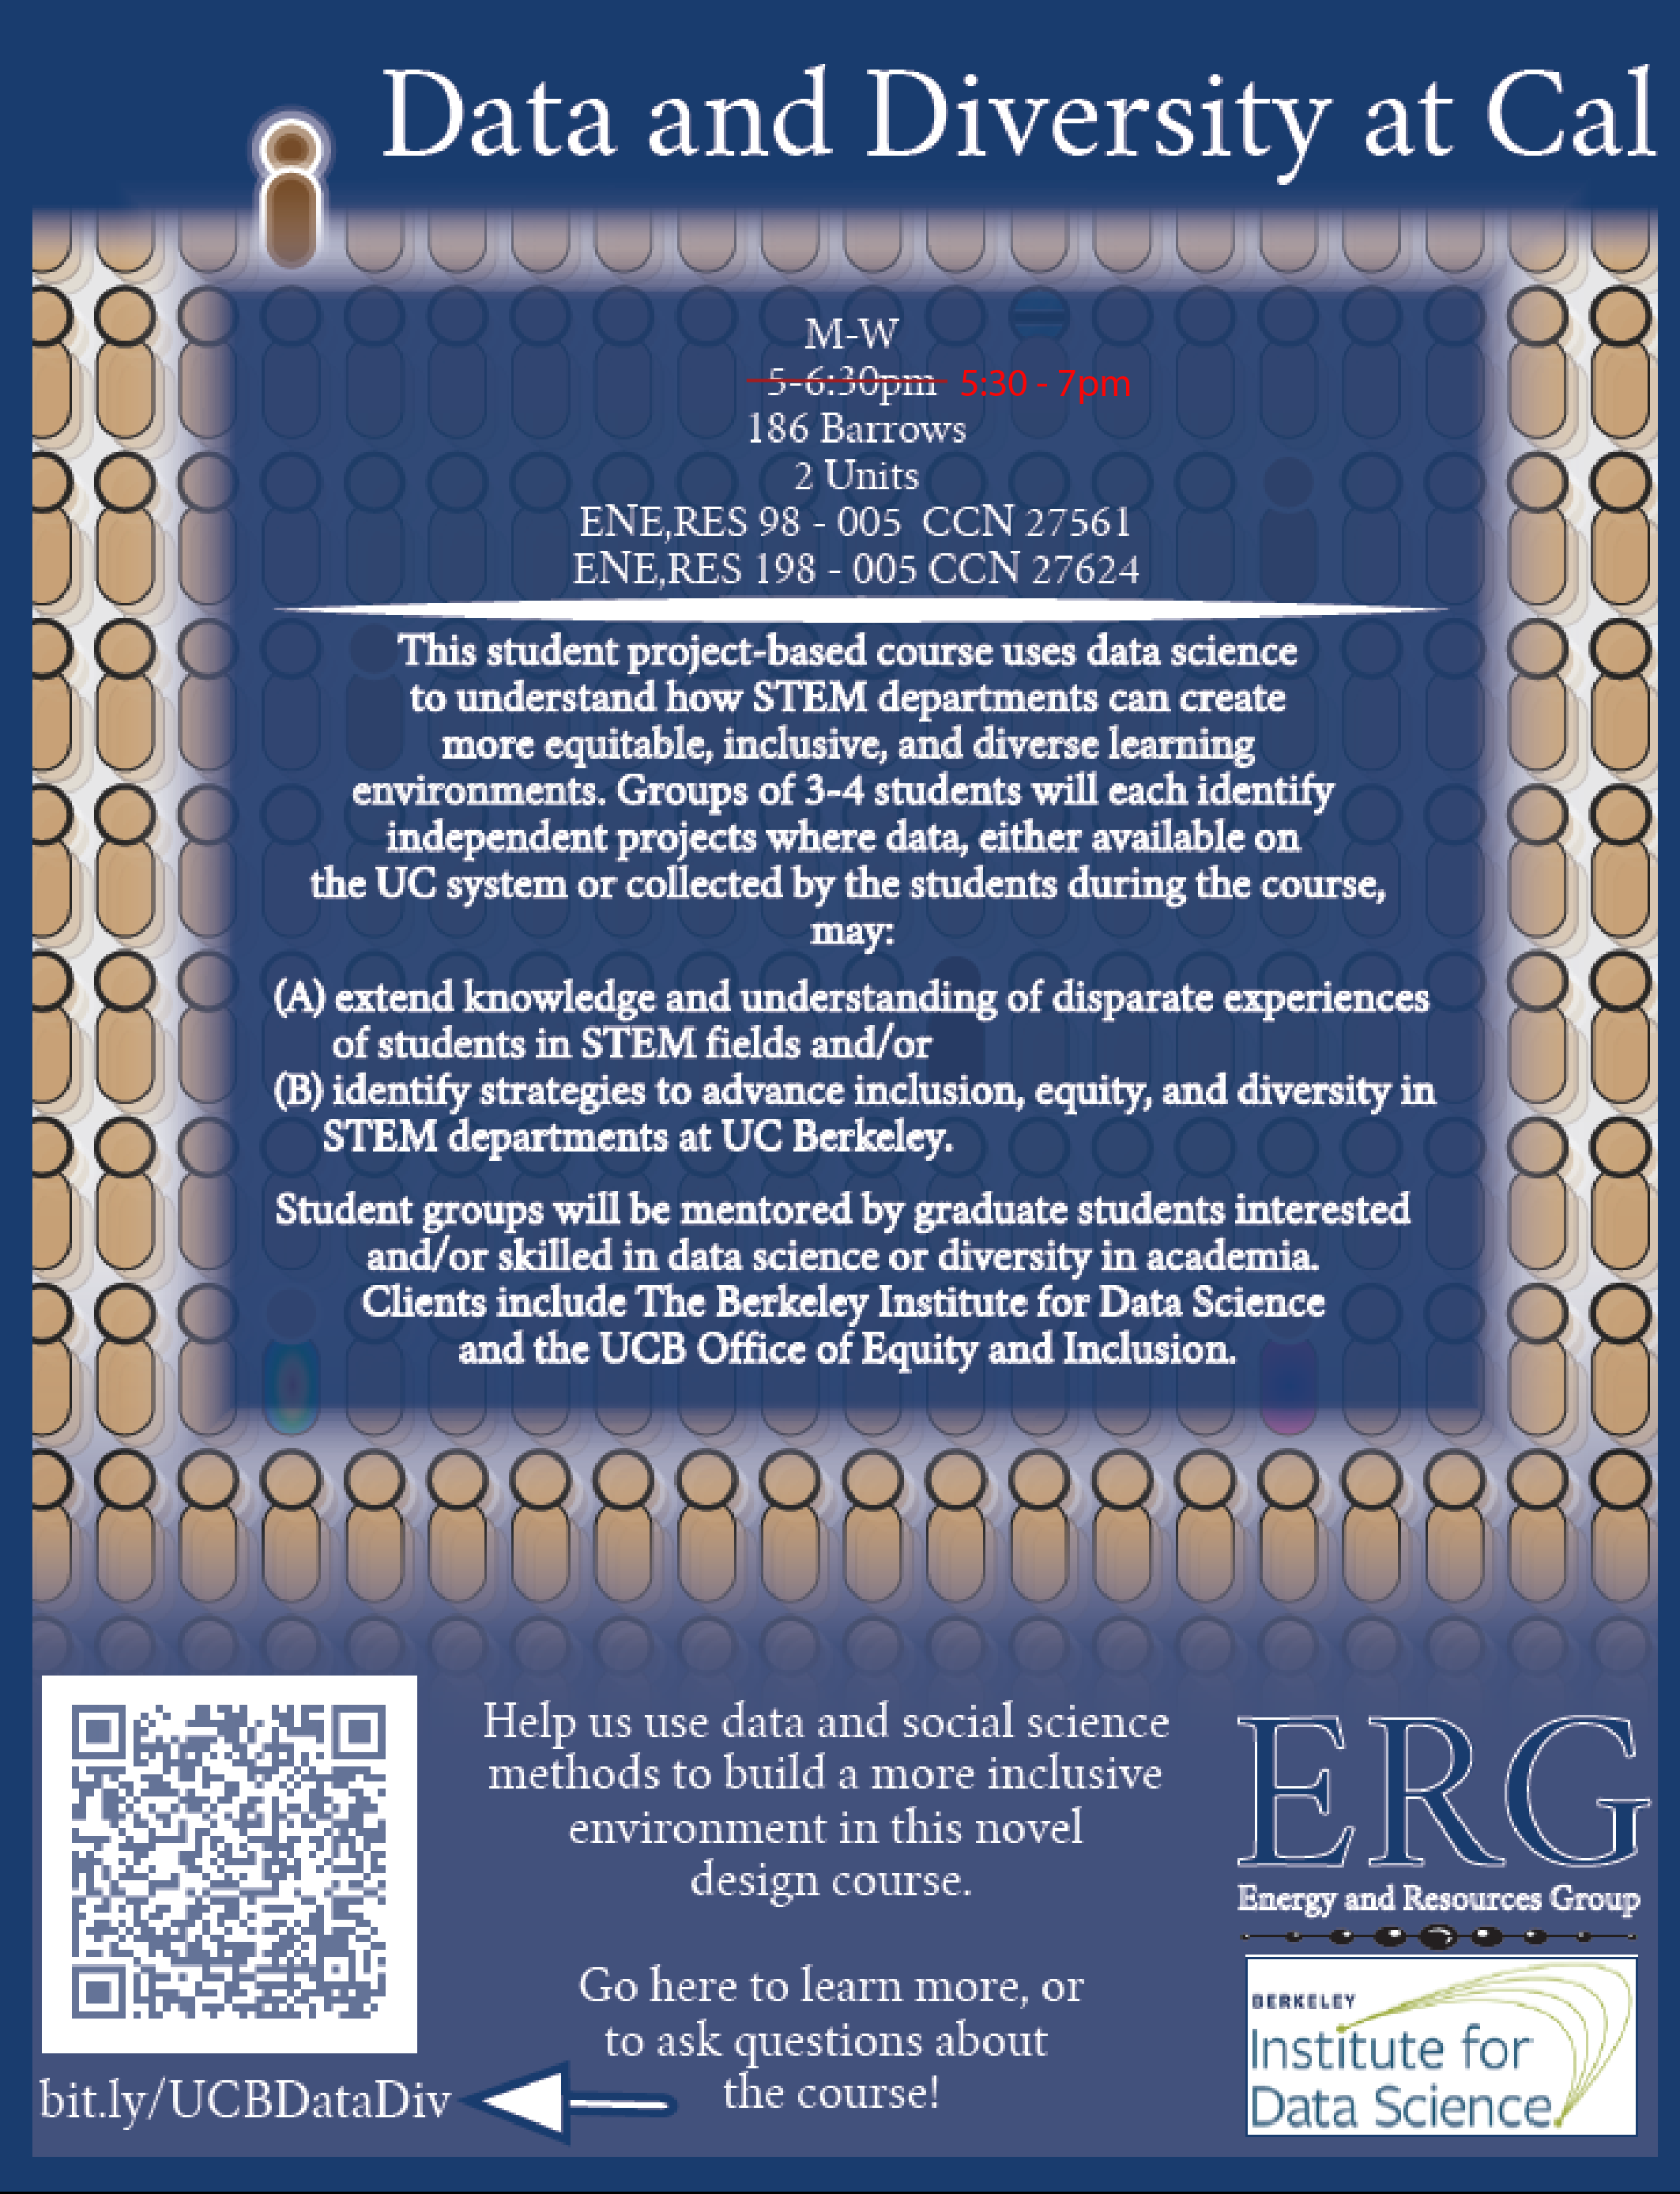 Data and Diversity at Cal
M-W
5-6:30pm 5:30 - 7pm
186 Barrows
2 Units
ENE,RES 98 - 005 CCN 27561
ENE,RES 198 - 005 CCN 27624
This student project-based course uses data science
to understand how STEM departments can create
more equitable, inclusive, and diverse learning
environments. Groups of 3-4 students will each identify
independent projects where data, either available on
the UC system or collected by the students during the course,
may:
(A) extend knowledge and understanding of disparate experiences
of students in STEM fields and/or
(B) identify strategies to advance inclusion, equity, and diversity in
STEM departments at UC Berkeley.
Student groups will be mentored by graduate students interested
and/or skilled in data science or diversity in academia.
Clients include The Berkeley Institute for Data Science
and the UCB Office of Equity and Inclusion.
Help us use data and social science
methods to build a more inclusive
environment in this novel
design course.
Go here to learn more, or
to ask questions about
the course!
bit.ly/UCBDataDiv
ERG
Energy and Resources Group
BERKELEY
Institute for
Data Science